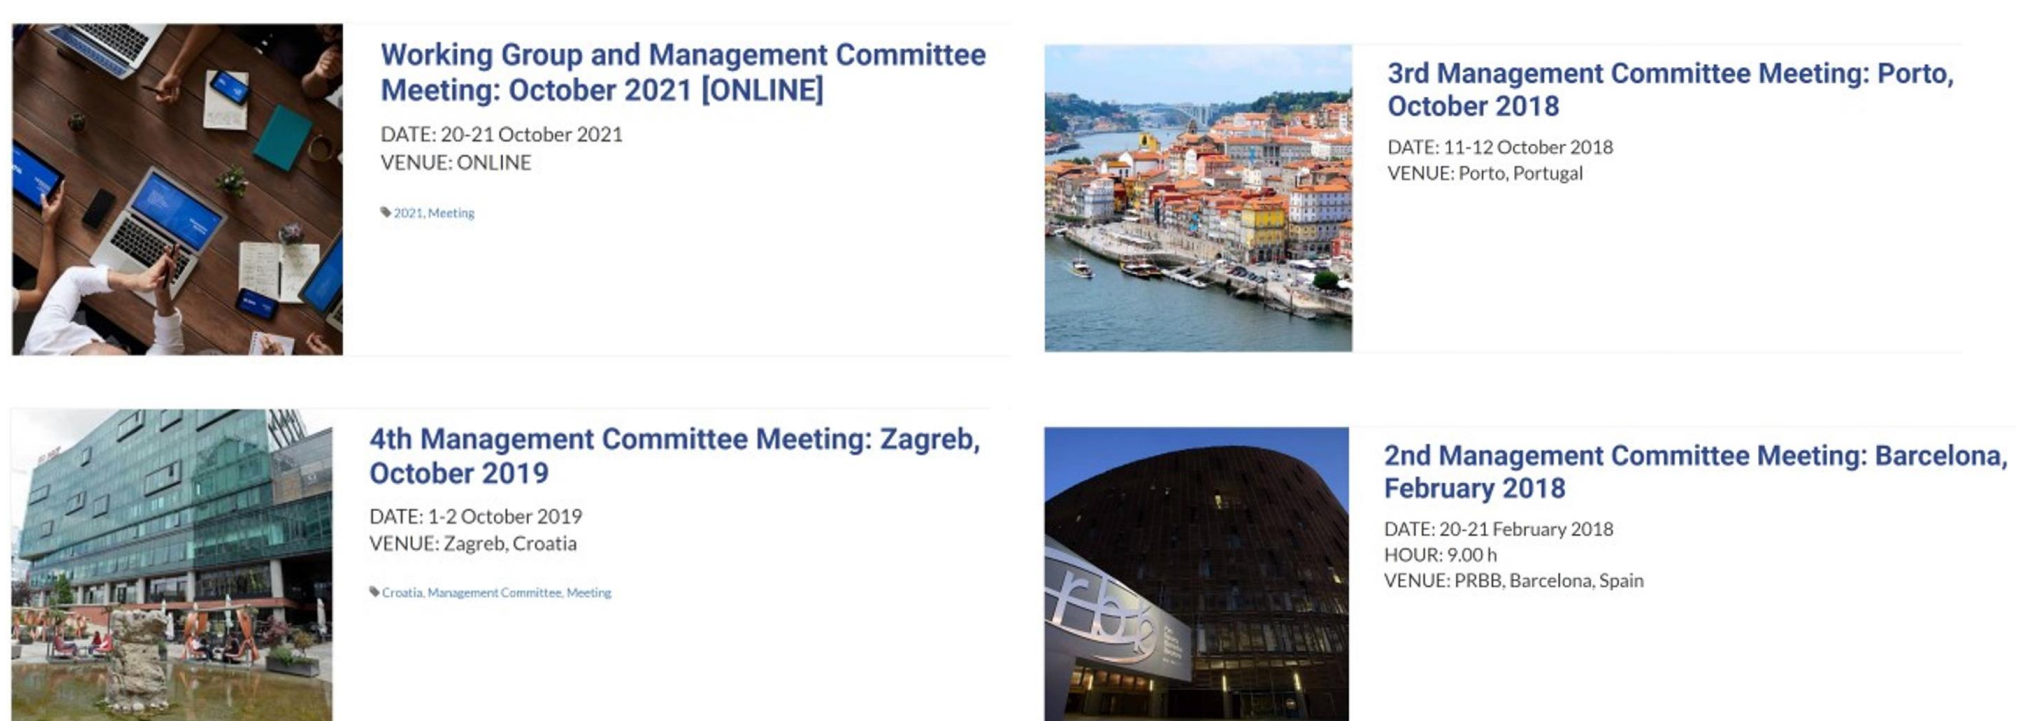 Working Group and Management Committee
Meeting: October 2021 [ONLINE]
DATE: 20-21 October 2021
VENUE: ONLINE
2021, Meeting
3rd Management Committee Meeting: Porto,
October 2018
DATE: 11-12 October 2018
VENUE: Porto, Portugal
4th Management Committee Meeting: Zagreb,
October 2019
DATE: 1-2 October 2019
VENUE: Zagreb, Croatia
Croatia, Management Committee, Meeting
2nd Management Committee Meeting: Barcelona,
February 2018
DATE: 20-21 February 2018
HOUR: 9.00 h
VENUE: PRBB, Barcelona, Spain
rbb